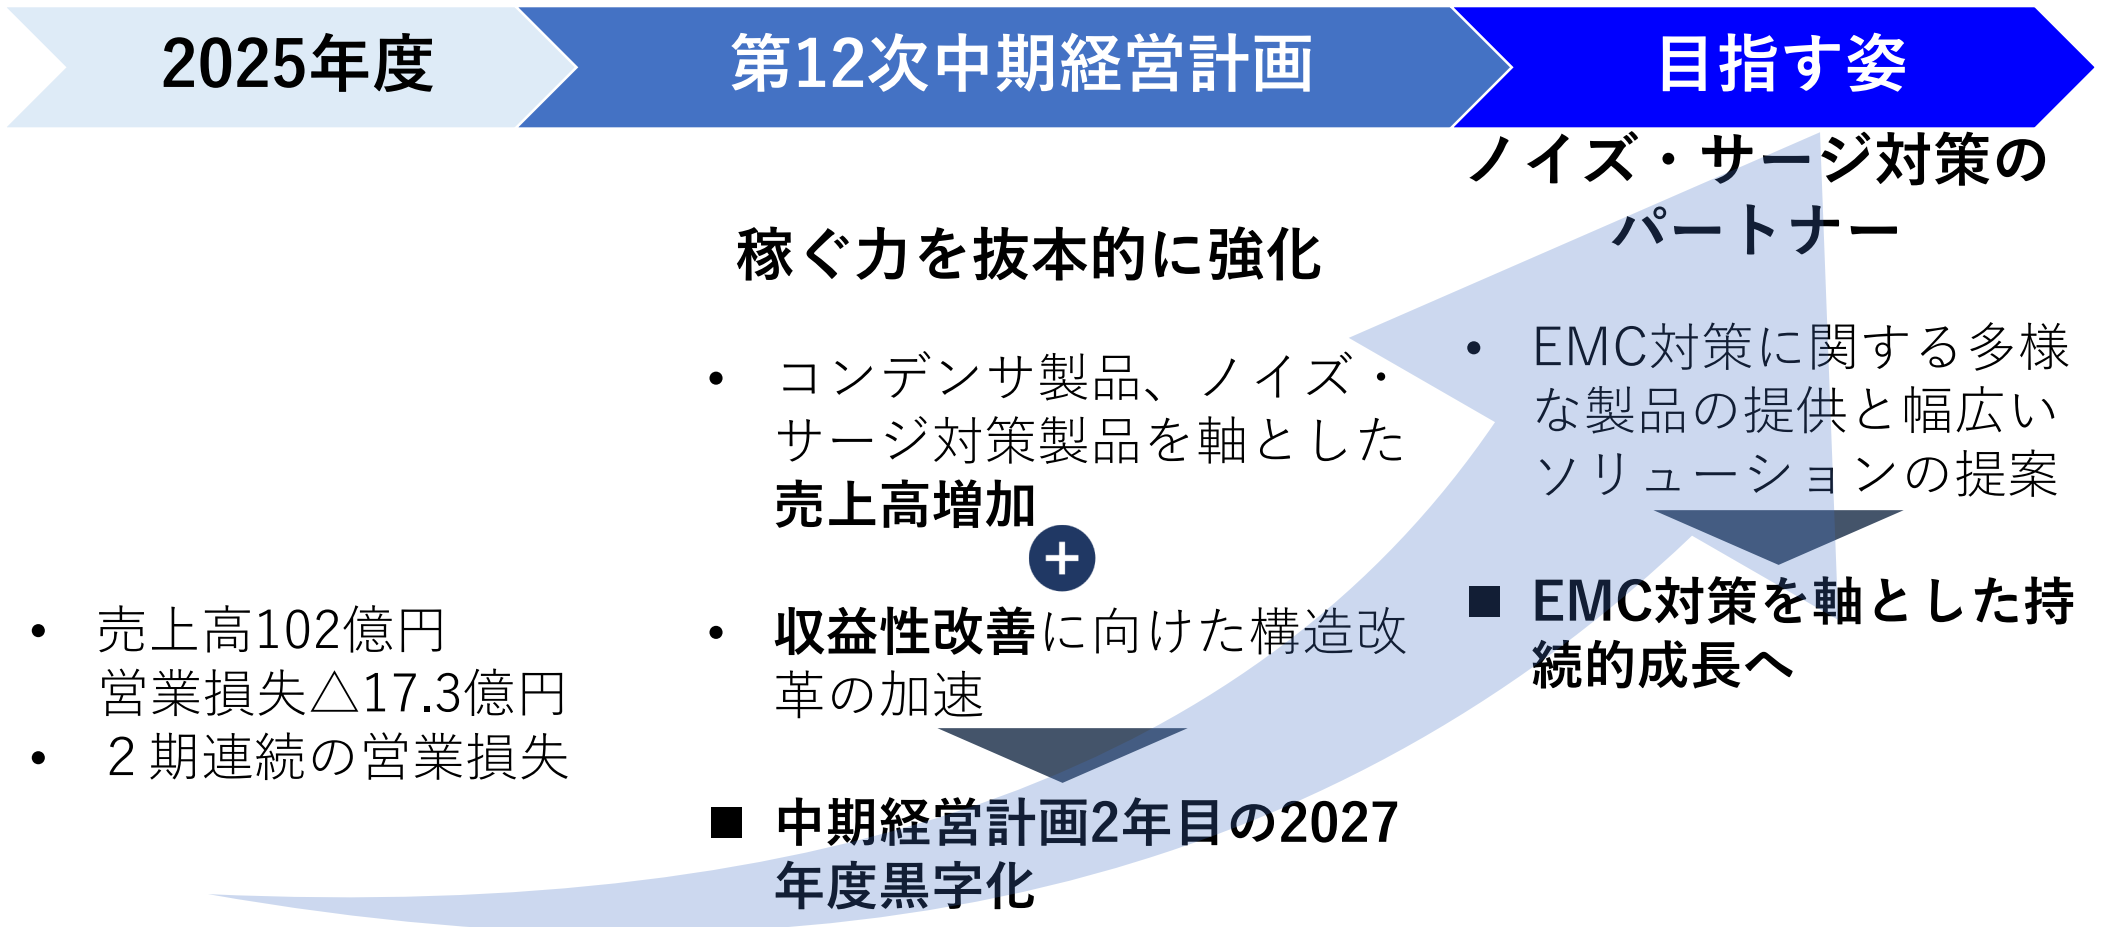 2025年度
第12次中期経営計画
目指す姿
• 売上高102億円
営業損失△17.3億円
• ２期連続の営業損失
稼ぐ力を抜本的に強化
• コンデンサ製品、ノイズ・
サージ対策製品を軸とした
売上高増加
+
• 収益性改善に向けた構造改
革の加速
■ 中期経営計画2年目の2027
年度黒字化
ノイズ・サージ対策の
パートナー
• EMC対策に関する多様
な製品の提供と幅広い
ソリューションの提案
■ EMC対策を軸とした持
続的成長へ